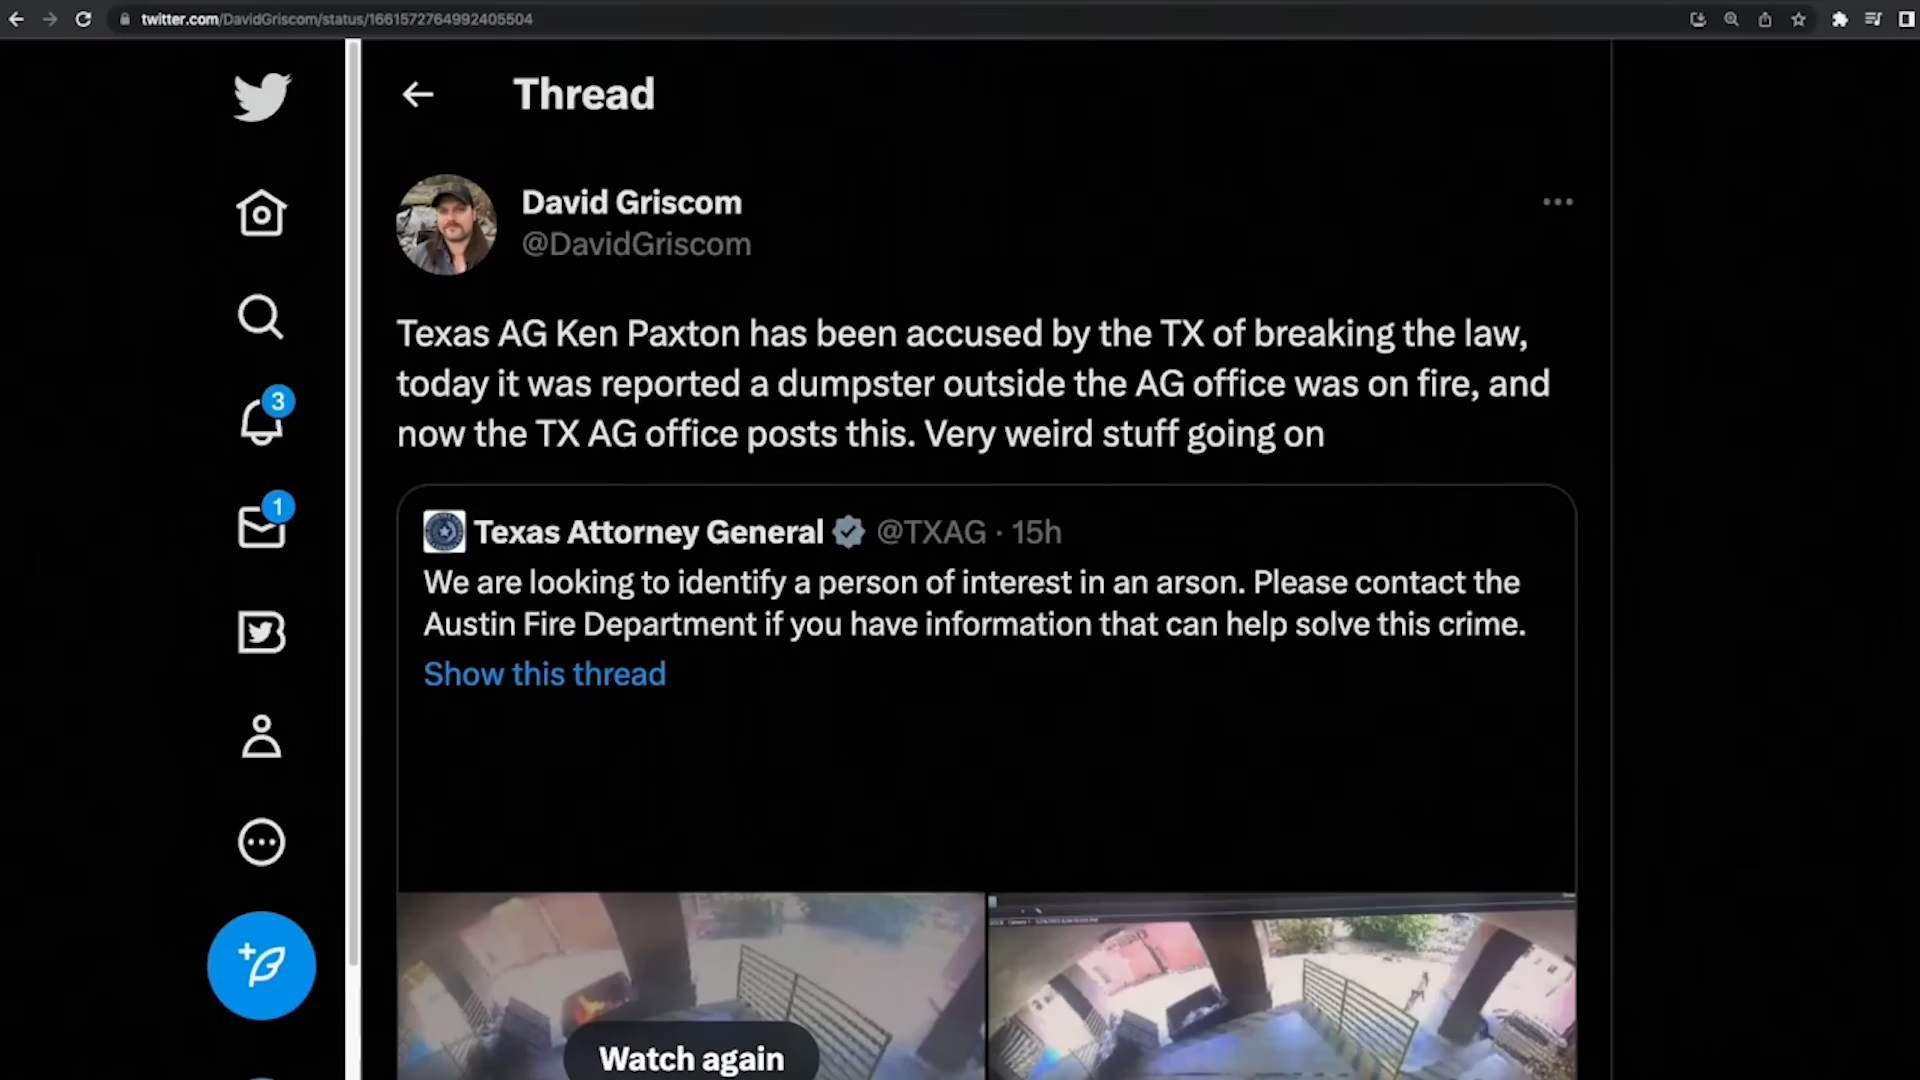 twitter.com/DavidGriscom/status/1661572764992405504
Thread
David Griscom
@DavidGriscom
Texas AG Ken Paxton has been accused by the TX of breaking the law,
today it was reported a dumpster outside the AG office was on fire, and
now the TX AG office posts this. Very weird stuff going on
3
1
Texas Attorney General @TXAG · 15h
We are looking to identify a person of interest in an arson. Please contact the
Austin Fire Department if you have information that can help solve this crime.
Show this thread
Watch again